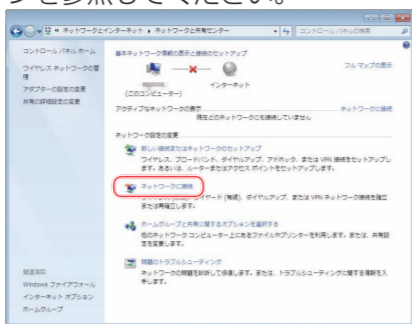 ンを参照してください。
ネットワークとインターネット ▸ ネットワークと共有センター
コントロール パネルの検索
コントロール パネル ホーム
ワイヤレス ネットワークの管理
アダプターの設定の変更
共有の詳細設定の変更
基本ネットワーク情報の表示と接続のセットアップ
フル マップの表示
(このコンピューター)
インターネット
アクティブなネットワークの表示
ネットワークに接続
現在どのネットワークにも接続していません
ネットワーク設定の変更
新しい接続またはネットワークのセットアップ
ワイヤレス、ブロードバンド、ダイヤルアップ、アドホック、または VPN 接続をセットアップし
ます。あるいは、ルーターまたはアクセス ポイントをセットアップします。
ネットワークに接続
ワイヤード (有線)、ダイヤルアップ、または VPN ネットワーク接続を確立
または再確立します。
ホームグループと共有に関するオプションを選択する
他のネットワーク コンピューター上にあるファイルやプリンターを利用します。または、共有設
定を変更します。
問題のトラブルシューティング
ネットワークの問題を診断して修復します。または、トラブルシューティングに関する情報を入
手します。
関連項目
Windows ファイアウォール
インターネット オプション
ホームグループ